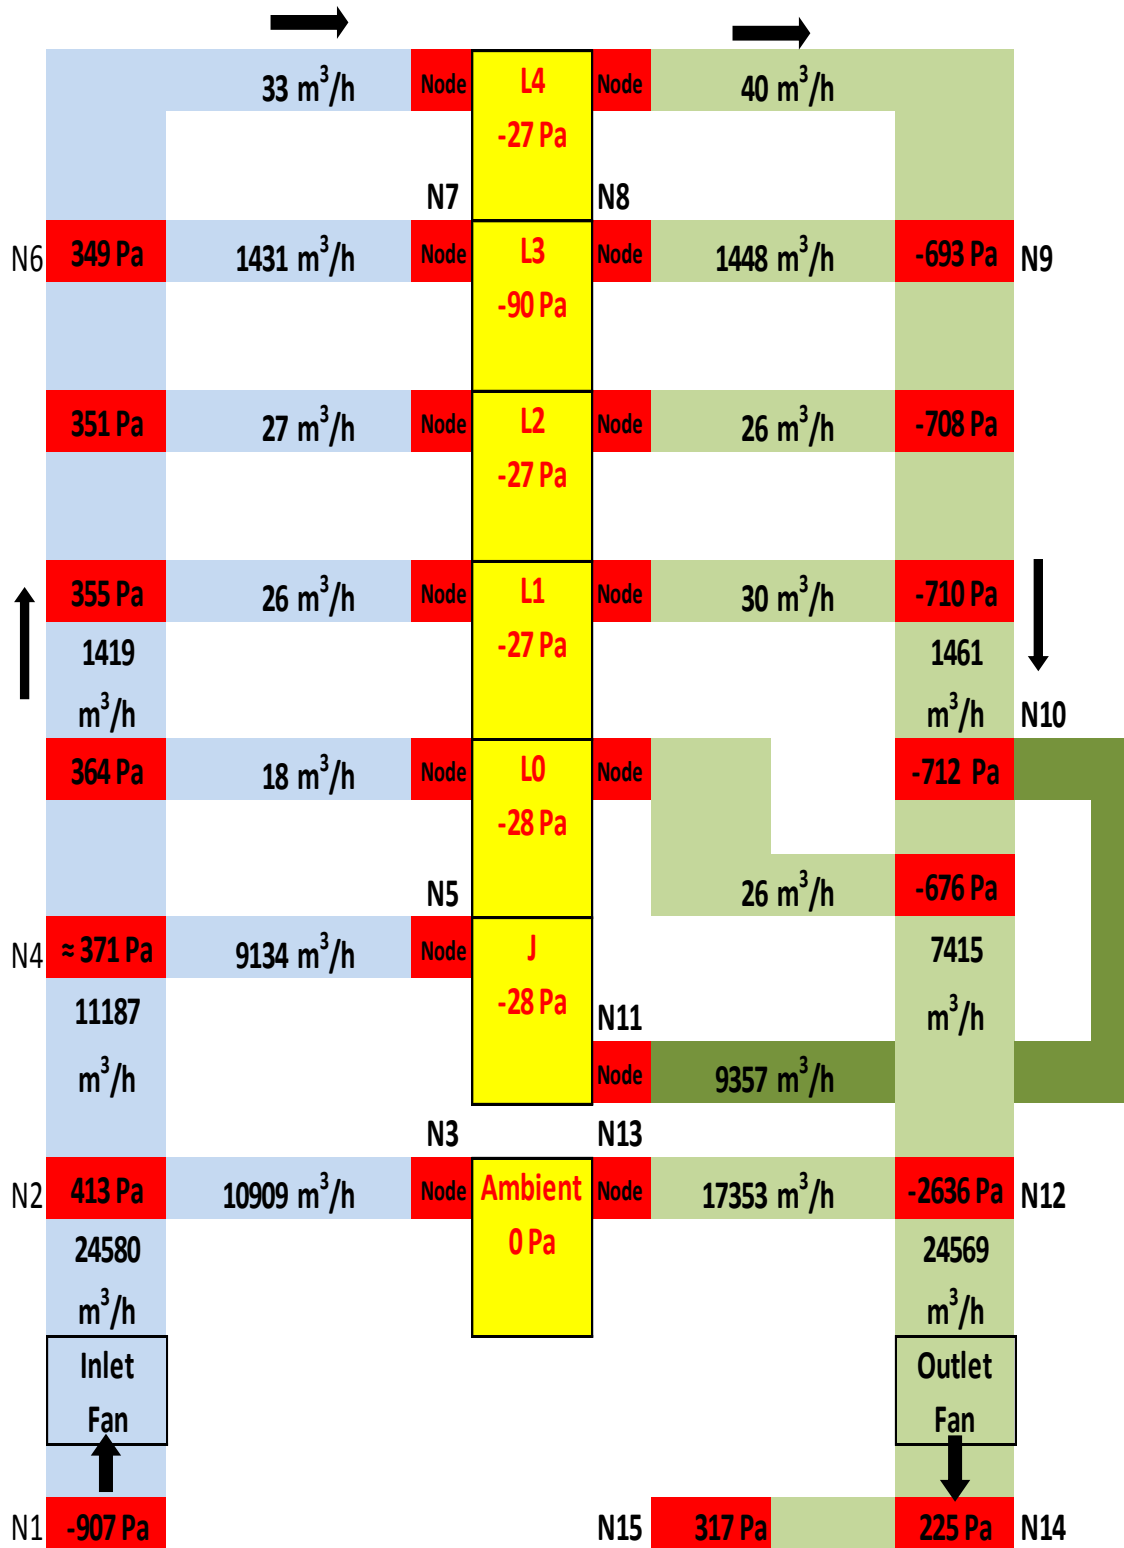 33 m³/h Node L4 Node 40 m³/h
-27 Pa
N7 N8
N6 349 Pa 1431 m³/h Node L3 Node 1448 m³/h -693 Pa N9
-90 Pa
351 Pa 27 m³/h Node L2 Node 26 m³/h -708 Pa
-27 Pa
355 Pa 26 m³/h Node L1 Node 30 m³/h -710 Pa
1419 -27 Pa 1461
m³/h m³/h N10
364 Pa 18 m³/h Node L0 Node -712 Pa
-28 Pa
N5 26 m³/h -676 Pa
N4 ≈ 371 Pa 9134 m³/h Node J 7415
11187 -28 Pa N11 m³/h
m³/h Node 9357 m³/h
N3 N13
N2 413 Pa 10909 m³/h Node Ambient Node 17353 m³/h -2636 Pa N12
24580 0 Pa 24569
m³/h m³/h
Inlet Outlet
Fan Fan
N1 -907 Pa N15 317 Pa 225 Pa N14